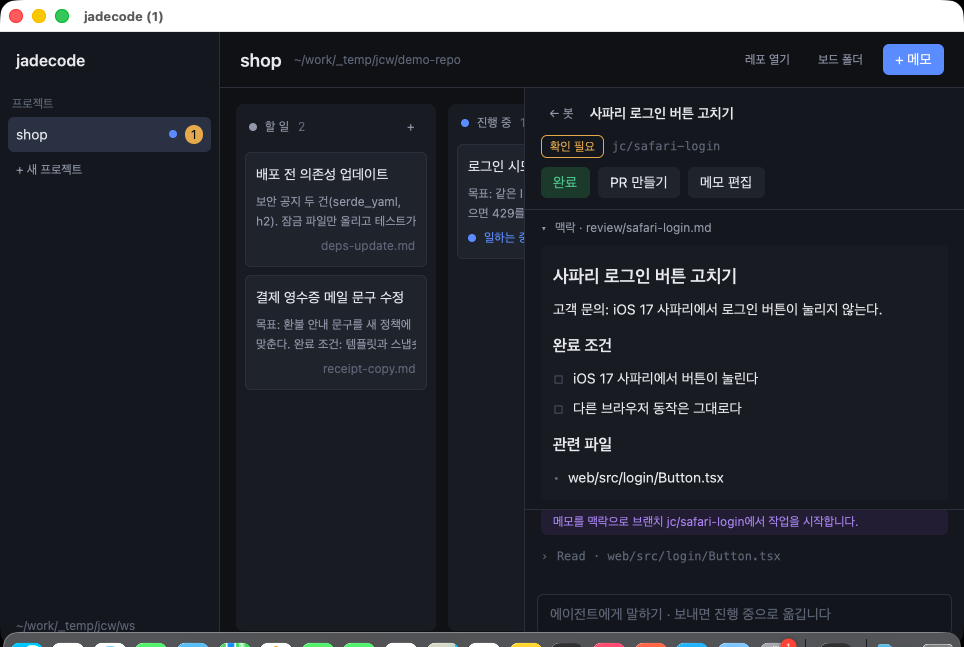 jadecode (1)
jadecode
프로젝트
shop
1
+ 새 프로젝트
~/work/_temp/jcw/ws
shop ~/work/_temp/jcw/demo-repo
레포 열기
보드 폴더
+ 메모
할 일 2 +
배포 전 의존성 업데이트
보안 공지 두 건(serde_yaml,
h2). 잠금 파일만 올리고 테스트가
deps-update.md
결제 영수증 메일 문구 수정
목표: 환불 안내 문구를 새 정책에
맞춘다. 완료 조건: 템플릿과 스냅샷
receipt-copy.md
진행 중 1
로그인 시도
목표: 같은 I
으면 429를
일하는 중
← 봇 사파리 로그인 버튼 고치기
확인 필요 jc/safari-login
완료
PR 만들기
메모 편집
맥락 · review/safari-login.md
사파리 로그인 버튼 고치기
고객 문의: iOS 17 사파리에서 로그인 버튼이 눌리지 않는다.
완료 조건
iOS 17 사파리에서 버튼이 눌린다
다른 브라우저 동작은 그대로다
관련 파일
web/src/login/Button.tsx
메모를 맥락으로 브랜치 jc/safari-login에서 작업을 시작합니다.
› Read · web/src/login/Button.tsx
에이전트에게 말하기 · 보내면 진행 중으로 옮깁니다